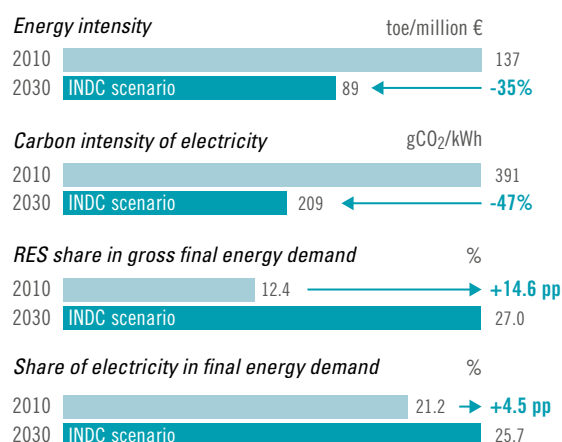 Energy intensity toe/million €
2010 137
2030 INDC scenario 89 -35%
Carbon intensity of electricity gCO₂/kWh
2010 391
2030 INDC scenario 209 -47%
RES share in gross final energy demand %
2010 12.4 +14.6 pp
2030 INDC scenario 27.0
Share of electricity in final energy demand %
2010 21.2 +4.5 pp
2030 INDC scenario 25.7